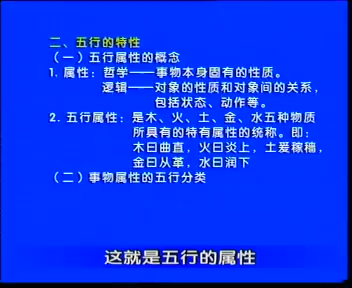 二、五行的特性
（一）五行属性的概念
1. 属性：哲学——事物本身固有的性质。
逻辑——对象的性质和对象间的关系，
包括状态、动作等。
2. 五行属性：是木、火、土、金、水五种物质
所具有的特有属性的统称。即：
木曰曲直，火曰炎上，土爰稼穑，
金曰从革，水曰润下
（二）事物属性的五行分类
这就是五行的属性